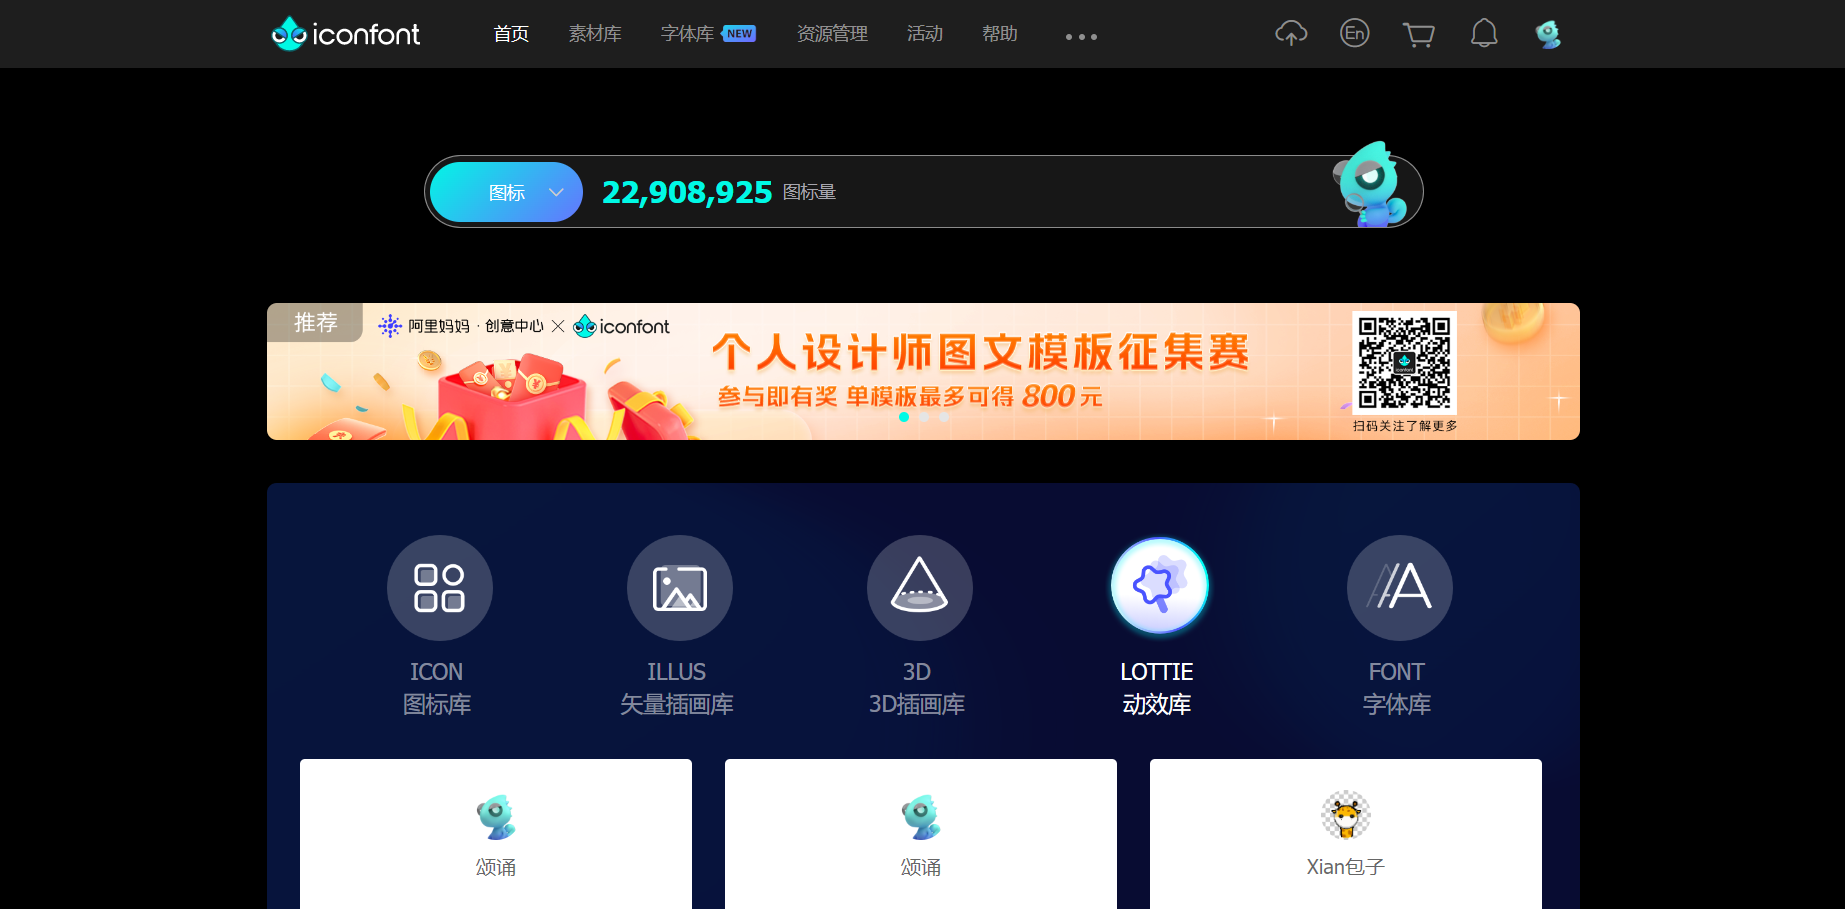 iconfont
首页
素材库
字体库 NEW
资源管理
活动
帮助
En
图标
22,908,925 图标量
推荐
阿里妈妈 · 创意中心 × iconfont
个人设计师图文模版征集赛
参与即有奖 单模版最多可得 800 元
iconfont
扫码关注了解更多
ICON
图标库
ILLUS
矢量插画库
3D
3D插画库
LOTTIE
动效库
FONT
字体库
颂诵
颂诵
Xian包子